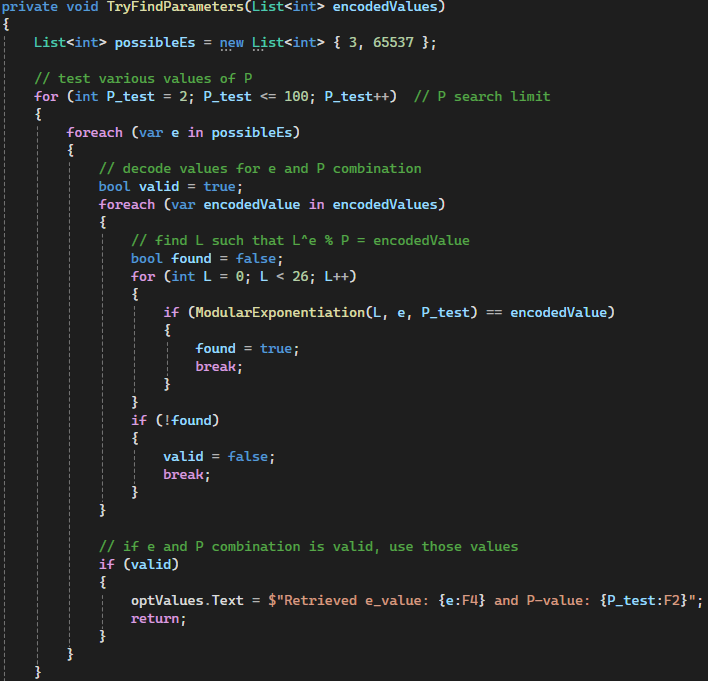 private void TryFindParameters(List<int> encodedValues)
{
    List<int> possibleEs = new List<int> { 3, 65537 };

    // test various values of P
    for (int P_test = 2; P_test <= 100; P_test++)  // P search limit
    {
        foreach (var e in possibleEs)
        {
            // decode values for e and P combination
            bool valid = true;
            foreach (var encodedValue in encodedValues)
            {
                // find L such that L^e % P = encodedValue
                bool found = false;
                for (int L = 0; L < 26; L++)
                {
                    if (ModularExponentiation(L, e, P_test) == encodedValue)
                    {
                        found = true;
                        break;
                    }
                }
                if (!found)
                {
                    valid = false;
                    break;
                }
            }

            // if e and P combination is valid, use those values
            if (valid)
            {
                optValues.Text = $"Retrieved e_value: {e:F4} and P-value: {P_test:F2}";
                return;
            }
        }
    }